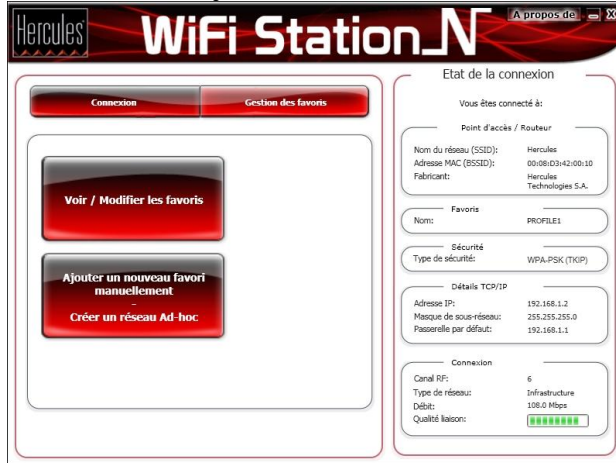 Hercules
WiFi Station_N
A propos de
Connexion
Gestion des favoris
Voir / Modifier les favoris
Ajouter un nouveau favori
manuellement
-
Créer un réseau Ad-hoc
Etat de la connexion
Vous êtes connecté à:
Point d'accès / Routeur
Nom du réseau (SSID): Hercules
Adresse MAC (BSSID): 00:08:D3:42:00:10
Fabricant: Hercules
Technologies S.A.
Favoris
Nom: PROFILE1
Sécurité
Type de sécurité: WPA-PSK (TKIP)
Détails TCP/IP
Adresse IP: 192.168.1.2
Masque de sous-réseau: 255.255.255.0
Passerelle par défaut: 192.168.1.1
Connexion
Canal RF: 6
Type de réseau: Infrastructure
Débit: 108.0 Mbps
Qualité liaison: